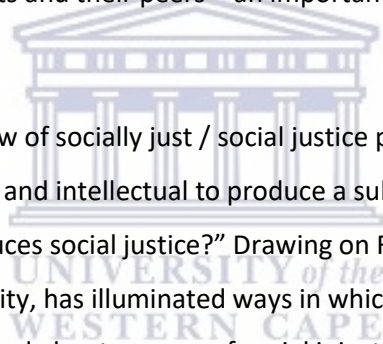 ts and their peers – an important
w of socially just / social justice p
and intellectual to produce a su
uces social justice?” Drawing on F
UNIVERSITY of the
ity, has illuminated ways in which
WESTERN CAPE